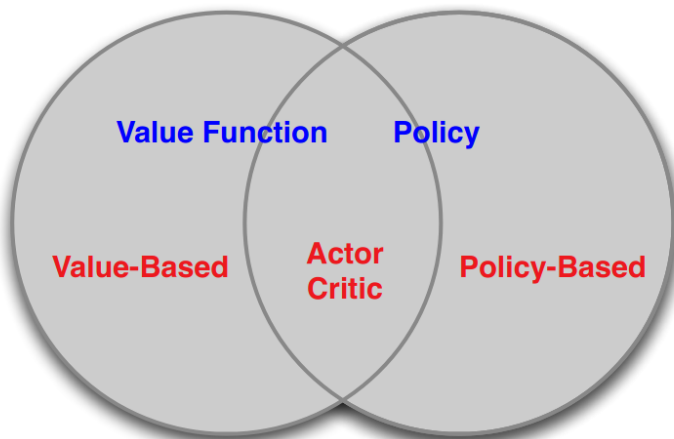 Value Function
Policy
Value-Based
Actor
Critic
Policy-Based